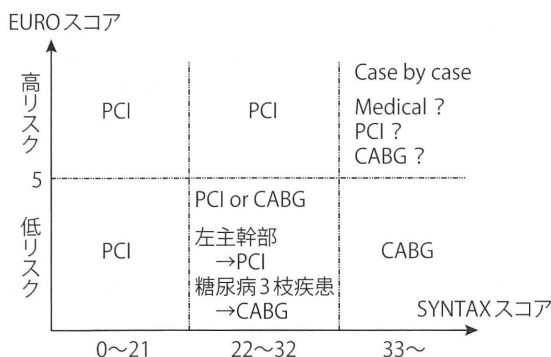 EUROスコア
高リスク
PCI
PCI
Case by case
Medical ?
PCI ?
CABG ?
5
低リスク
PCI
PCI or CABG
左主幹部
→PCI
糖尿病3枝疾患
→CABG
CABG
SYNTAXスコア
0〜21
22〜32
33〜